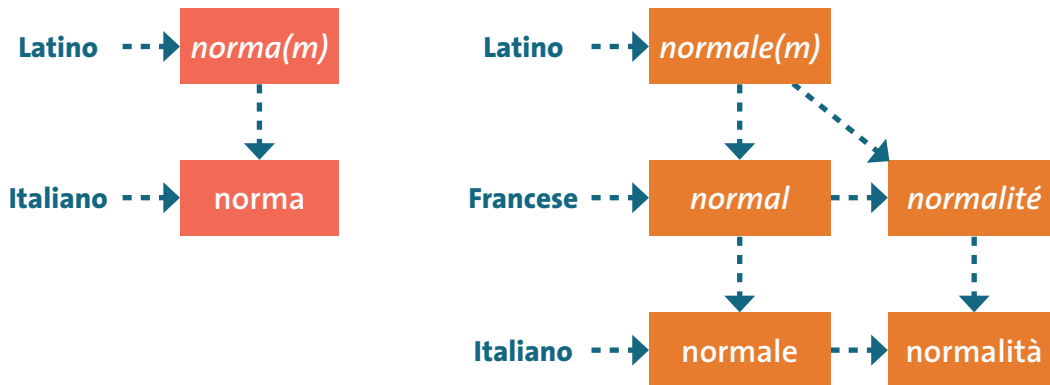 Latino
norma(m)
Italiano
norma
Latino
normale(m)
Francese
normal
normalité
Italiano
normale
normalità